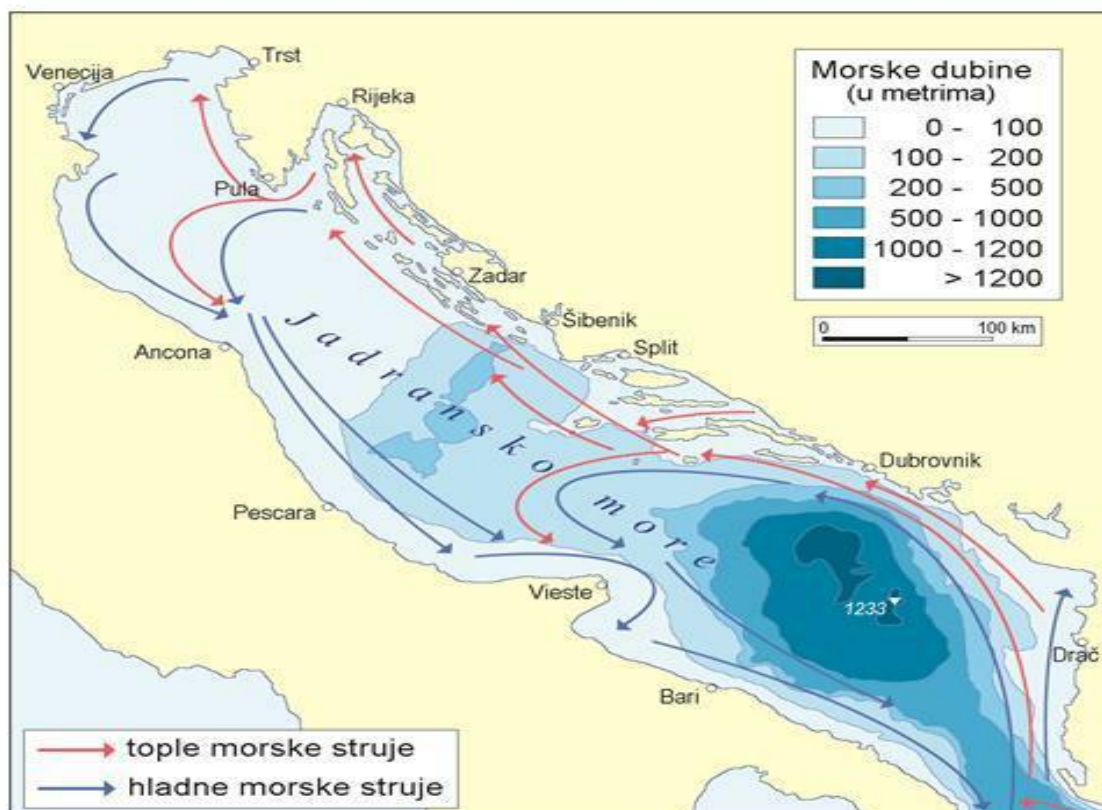 Venecija
Trst
Rijeka
Pula
Zadar
Šibenik
Split
Ancona
Dubrovnik
Pescara
Vieste
Drač
Bari
Jadransko more
1233
Morske dubine
(u metrima)
0 - 100
100 - 200
200 - 500
500 - 1000
1000 - 1200
> 1200
0 100 km
tople morske struje
hladne morske struje